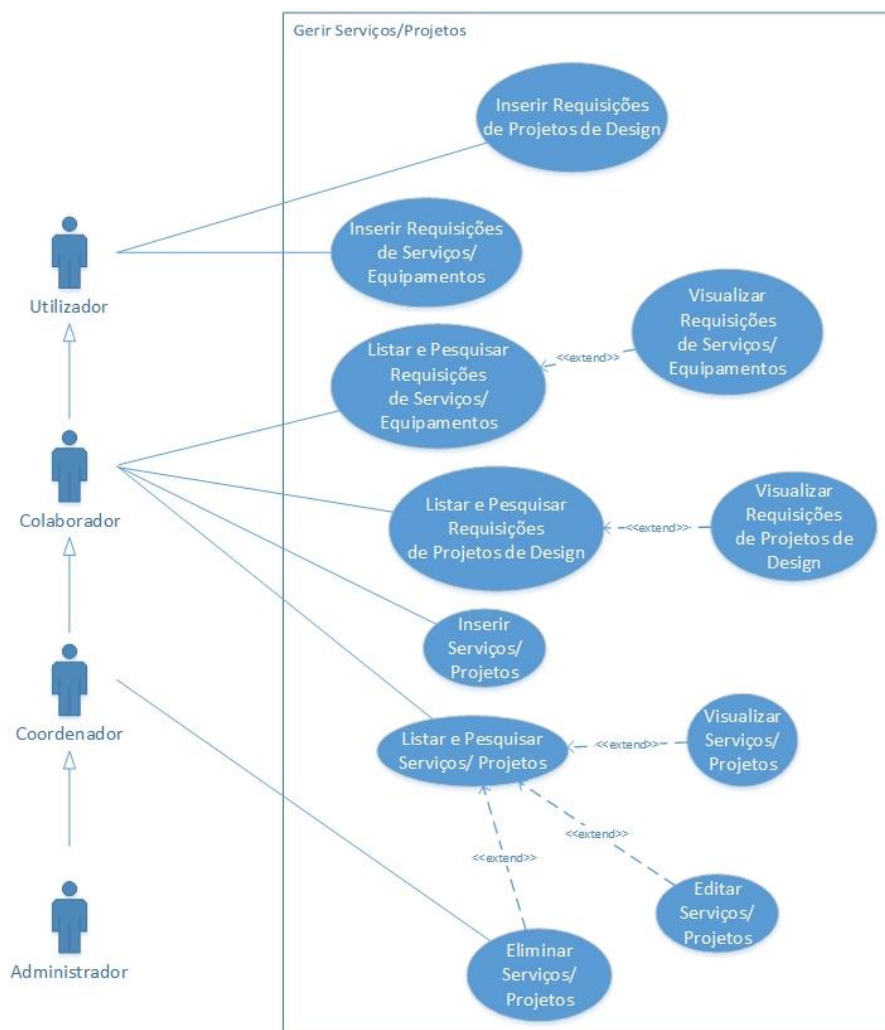 Gerir Serviços/Projetos
Inserir Requisições
de Projetos de Design
Inserir Requisições
de Serviços/
Equipamentos
Utilizador
Visualizar
Requisições
de Serviços/
Equipamentos
<<extend>>
Listar e Pesquisar
Requisições
de Serviços/
Equipamentos
Colaborador
Listar e Pesquisar
Requisições
de Projetos de Design
<<extend>>
Visualizar
Requisições
de Projetos de
Design
Inserir
Serviços/
Projetos
Coordenador
Listar e Pesquisar
Serviços/ Projetos
<<extend>>
Visualizar
Serviços/
Projetos
<<extend>>
<<extend>>
Editar
Serviços/
Projetos
Eliminar
Serviços/
Projetos
Administrador